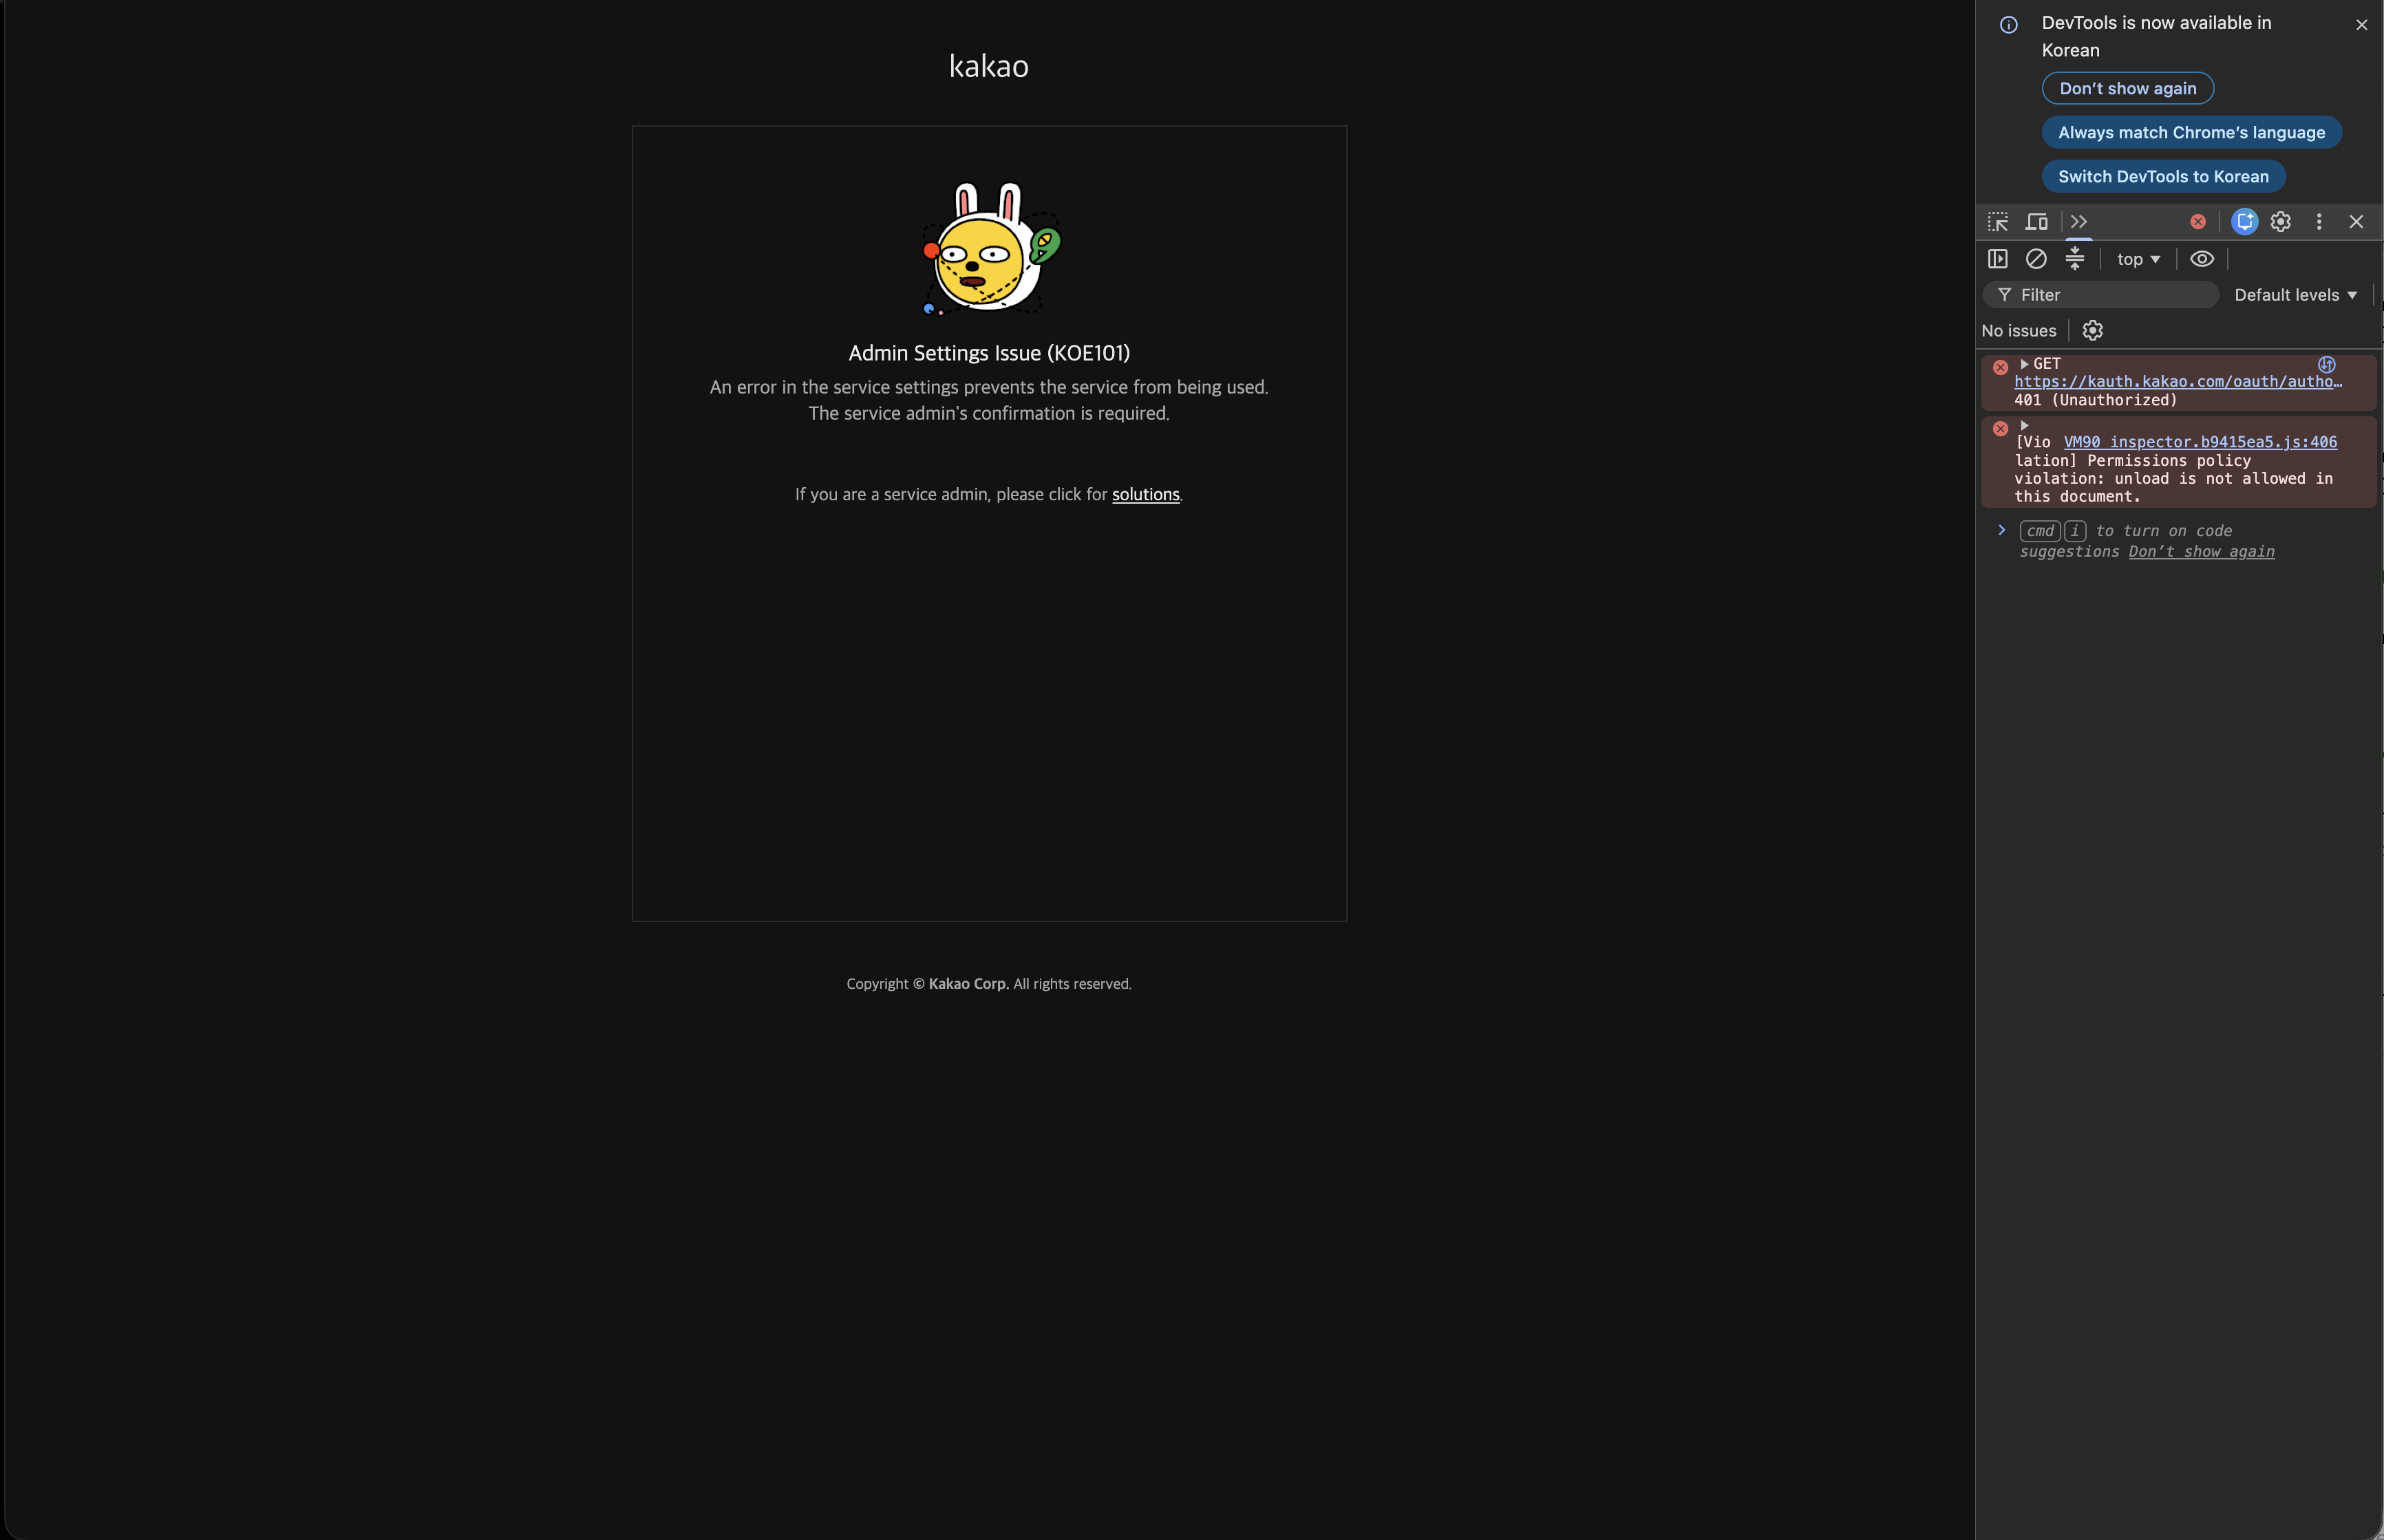 kakao
Admin Settings Issue (KOE101)
An error in the service settings prevents the service from being used.
The service admin's confirmation is required.
If you are a service admin, please click for solutions.
Copyright © Kakao Corp. All rights reserved.
DevTools is now available in
Korean
Don’t show again
Always match Chrome’s language
Switch DevTools to Korean
top
Filter
Default levels
No issues
GET
https://kauth.kakao.com/oauth/autho…
401 (Unauthorized)
[Vio VM90 inspector.b9415ea5.js:406
lation] Permissions policy
violation: unload is not allowed in
this document.
cmd i to turn on code
suggestions Don’t show again